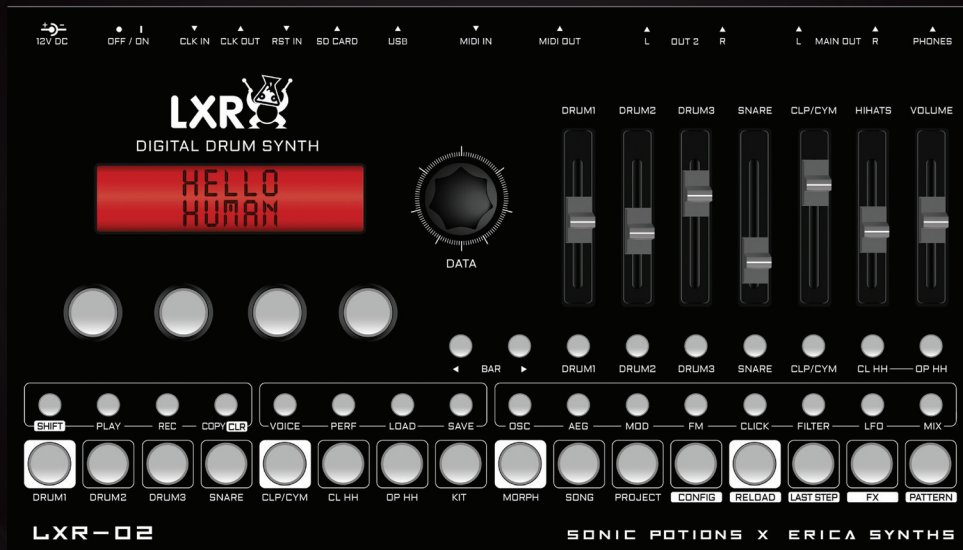 12V DC OFF / ON CLK IN CLK OUT RST IN SD CARD USB MIDI IN MIDI OUT L OUT 2 R L MAIN OUT R PHONES
LXR
DIGITAL DRUM SYNTH
HELLO
HUMAN
DATA
DRUM1 DRUM2 DRUM3 SNARE CLP/CYM HIHATS VOLUME
BAR DRUM1 DRUM2 DRUM3 SNARE CLP/CYM CL HH OP HH
SHIFT PLAY REC COPY CLR VOICE PERF LOAD SAVE OSC AEG MOD FM CLICK FILTER LFO MIX
DRUM1 DRUM2 DRUM3 SNARE CLP/CYM CL HH OP HH KIT MORPH SONG PROJECT CONFIG RELOAD LAST STEP FX PATTERN
LXR-02 SONIC POTIONS X ERICA SYNTHS